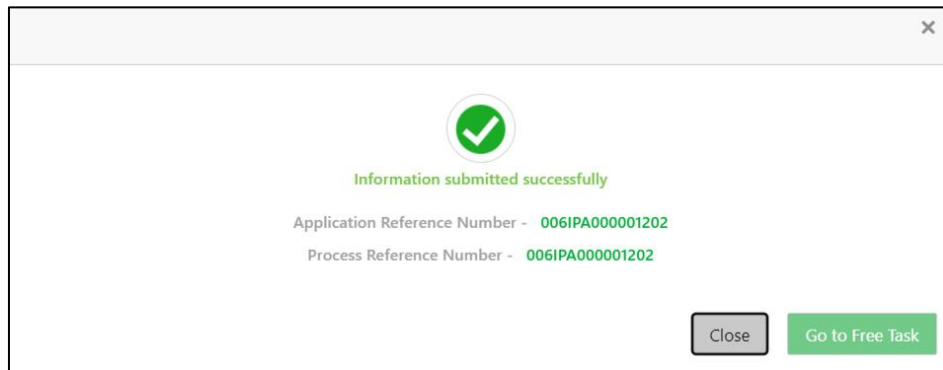 Information submitted successfully
Application Reference Number - 006IPA000001202
Process Reference Number - 006IPA000001202
Close Go to Free Task